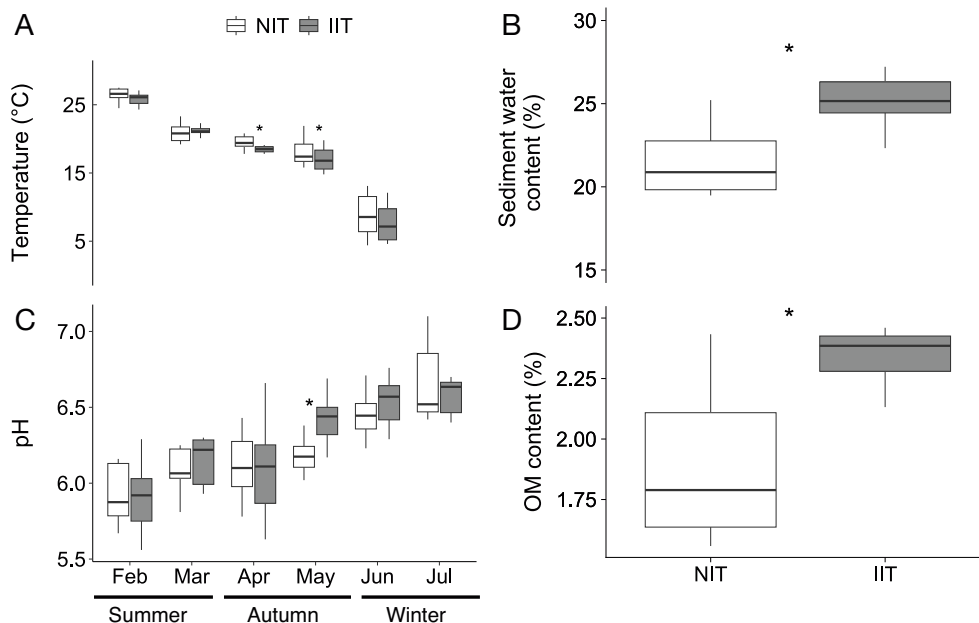 A
NIT
IIT
Temperature (°C)
25
15
5
*
*
B
Sediment water
content (%)
30
25
20
15
*
C
pH
7.0
6.5
6.0
5.5
*
Feb
Mar
Apr
May
Jun
Jul
Summer
Autumn
Winter
D
OM content (%)
2.50
2.25
2.00
1.75
*
NIT
IIT